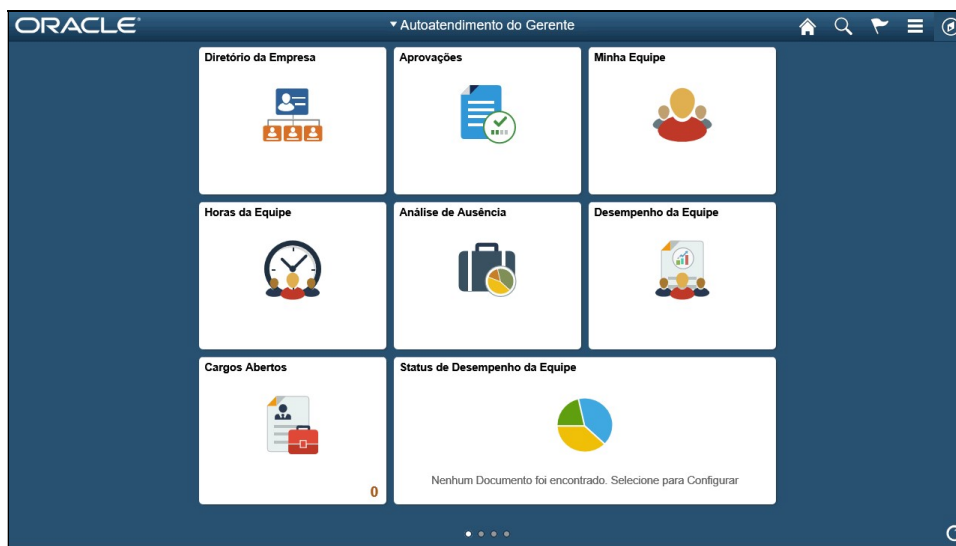 ORACLE
Autoatendimento do Gerente
Diretório da Empresa
Aprovações
Minha Equipe
Horas da Equipe
Análise de Ausência
Desempenho da Equipe
Cargos Abertos
0
Status de Desempenho da Equipe
Nenhum Documento foi encontrado. Selecione para Configurar